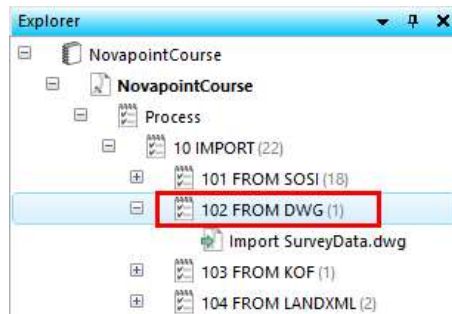 Explorer
NovapointCourse
NovapointCourse
Process
10 IMPORT (22)
101 FROM SOSI (18)
102 FROM DWG (1)
Import SurveyData.dwg
103 FROM KOF (1)
104 FROM LANDXML (2)